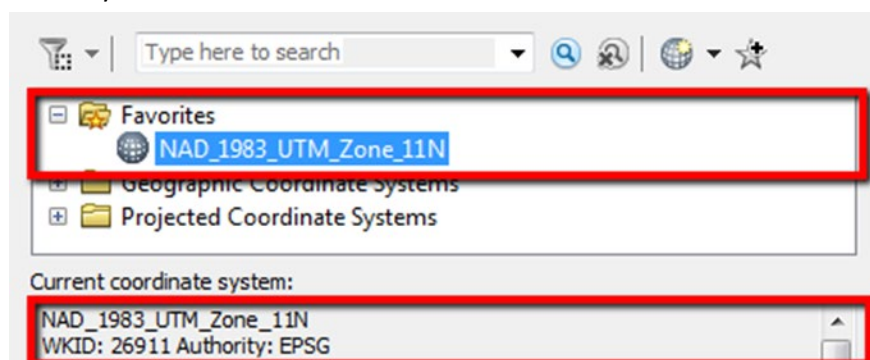 Type here to search
Favorites
NAD_1983_UTM_Zone_11N
Geographic Coordinate Systems
Projected Coordinate Systems
Current coordinate system:
NAD_1983_UTM_Zone_11N
WKID: 26911 Authority: EPSG